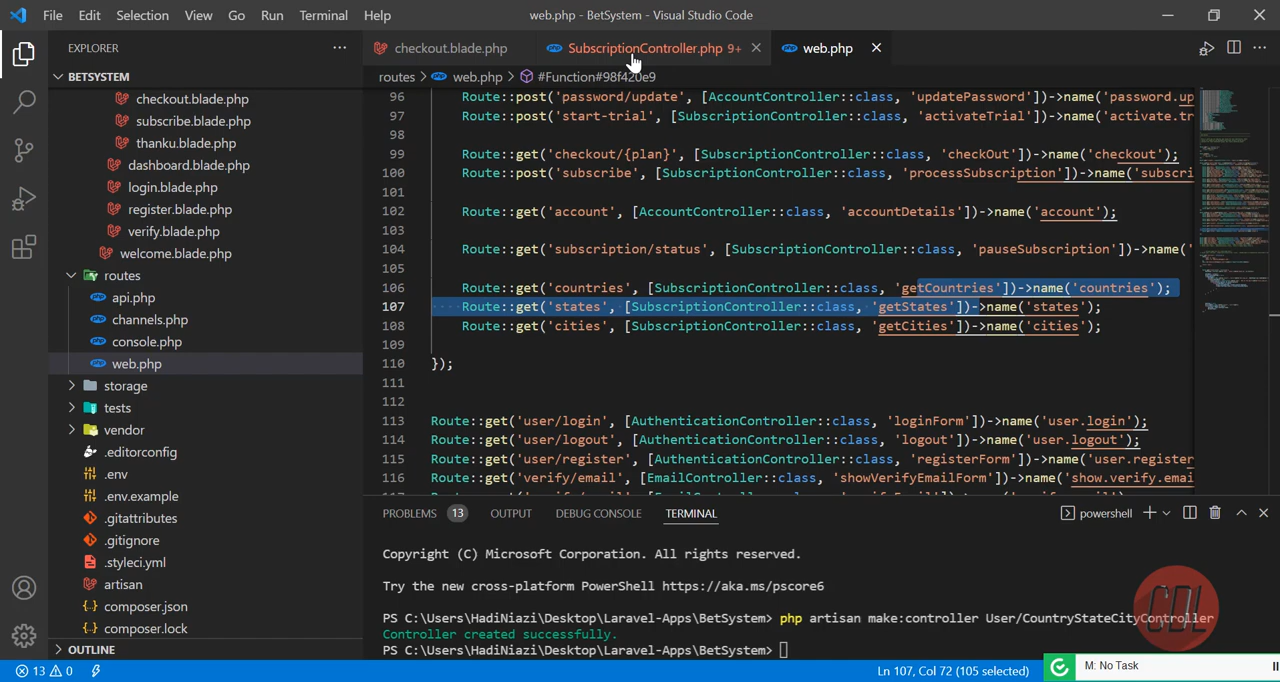 File Edit Selection View Go Run Terminal Help
web.php - BetSystem - Visual Studio Code
EXPLORER
BETSYSTEM
checkout.blade.php
subscribe.blade.php
thanku.blade.php
dashboard.blade.php
login.blade.php
register.blade.php
verify.blade.php
welcome.blade.php
routes
api.php
channels.php
console.php
web.php
storage
tests
vendor
.editorconfig
.env
.env.example
.gitattributes
.gitignore
.styleci.yml
artisan
composer.json
composer.lock
OUTLINE
checkout.blade.php SubscriptionController.php 9+ web.php
routes > web.php > #Function#98f420e9
96 Route::post('password/update', [AccountController::class, 'updatePassword'])->name('password.up
97 Route::post('start-trial', [SubscriptionController::class, 'activateTrial'])->name('activate.tr
98
99 Route::get('checkout/{plan}', [SubscriptionController::class, 'checkOut'])->name('checkout');
100 Route::post('subscribe', [SubscriptionController::class, 'processSubscription'])->name('subscri
101
102 Route::get('account', [AccountController::class, 'accountDetails'])->name('account');
103
104 Route::get('subscription/status', [SubscriptionController::class, 'pauseSubscription'])->name('
105
106 Route::get('countries', [SubscriptionController::class, 'getCountries'])->name('countries');
107 Route::get('states', [SubscriptionController::class, 'getStates'])->name('states');
108 Route::get('cities', [SubscriptionController::class, 'getCities'])->name('cities');
109
110 });
111
112
113 Route::get('user/login', [AuthenticationController::class, 'loginForm'])->name('user.login');
114 Route::get('user/logout', [AuthenticationController::class, 'logout'])->name('user.logout');
115 Route::get('user/register', [AuthenticationController::class, 'registerForm'])->name('user.register
116 Route::get('verify/email', [EmailController::class, 'showVerifyEmailForm'])->name('show.verify.emai
PROBLEMS 13 OUTPUT DEBUG CONSOLE TERMINAL
powershell
Copyright (C) Microsoft Corporation. All rights reserved.
Try the new cross-platform PowerShell https://aka.ms/pscore6
PS C:\Users\HadiNiazi\Desktop\Laravel-Apps\BetSystem> php artisan make:controller User/CountryStateCityController
Controller created successfully.
PS C:\Users\HadiNiazi\Desktop\Laravel-Apps\BetSystem>
CDL
13 0
Ln 107, Col 72 (105 selected)
M: No Task